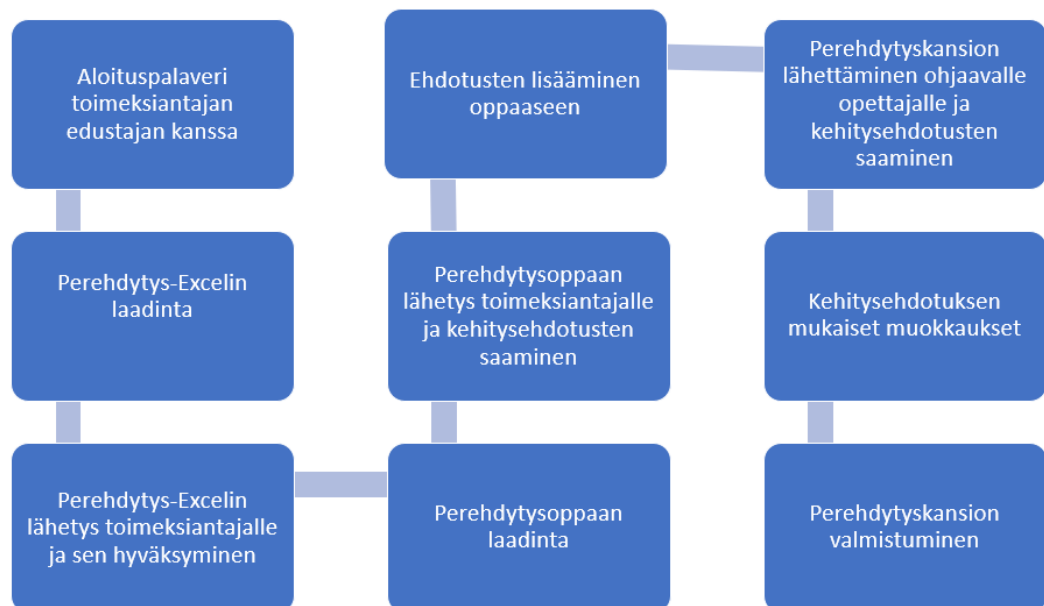 Aloituspalaveri
toimeksiantajan
edustajan kanssa
Perehdytys-Excelin
laadinta
Perehdytys-Excelin
lähetys toimeksiantajalle
ja sen hyväksyminen
Perehdytysoppaan
laadinta
Perehdytysoppaan
lähetys toimeksiantajalle
ja kehitysehdotusten
saaminen
Ehdotusten lisääminen
oppaaseen
Perehdytyskansion
lähettäminen ohjaavalle
opettajalle ja
kehitysehdotusten
saaminen
Kehitysehdotuksen
mukaiset muokkaukset
Perehdytyskansion
valmistuminen